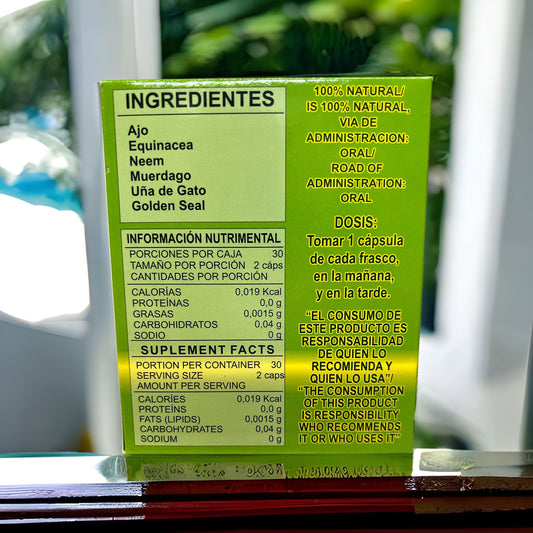 INGREDIENTES
Ajo
Equinacea
Neem
Muerdago
Uña de Gato
Golden Seal
INFORMACIÓN NUTRIMENTAL
PORCIONES POR CAJA 30
TAMAÑO POR PORCIÓN 2 cáps
CANTIDADES POR PORCIÓN
CALORÍAS 0,019 Kcal
PROTEÍNAS 0,0 g
GRASAS 0,0015 g
CARBOHIDRATOS 0,04 g
SODIO 0 g
SUPLEMENT FACTS
PORTION PER CONTAINER 30
SERVING SIZE 2 caps
AMOUNT PER SERVING
CALORÍES 0,019 Kcal
PROTEÍNS 0,0 g
FATS (LIPIDS) 0,0015 g
CARBOHYDRATES 0,04 g
SODIUM 0 g
100% NATURAL/
IS 100% NATURAL,
VIA DE
ADMINISTRACION:
ORAL/
ROAD OF
ADMINISTRATION:
ORAL
DOSIS:
Tomar 1 cápsula
de cada frasco,
en la mañana,
y en la tarde.
“EL CONSUMO DE
ESTE PRODUCTO ES
RESPONSABILIDAD
DE QUIEN LO
RECOMIENDA Y
QUIEN LO USA”/
“THE CONSUMPTION
OF THIS PRODUCT
IS RESPONSIBILITY
WHO RECOMMENDS
IT OR WHO USES IT”